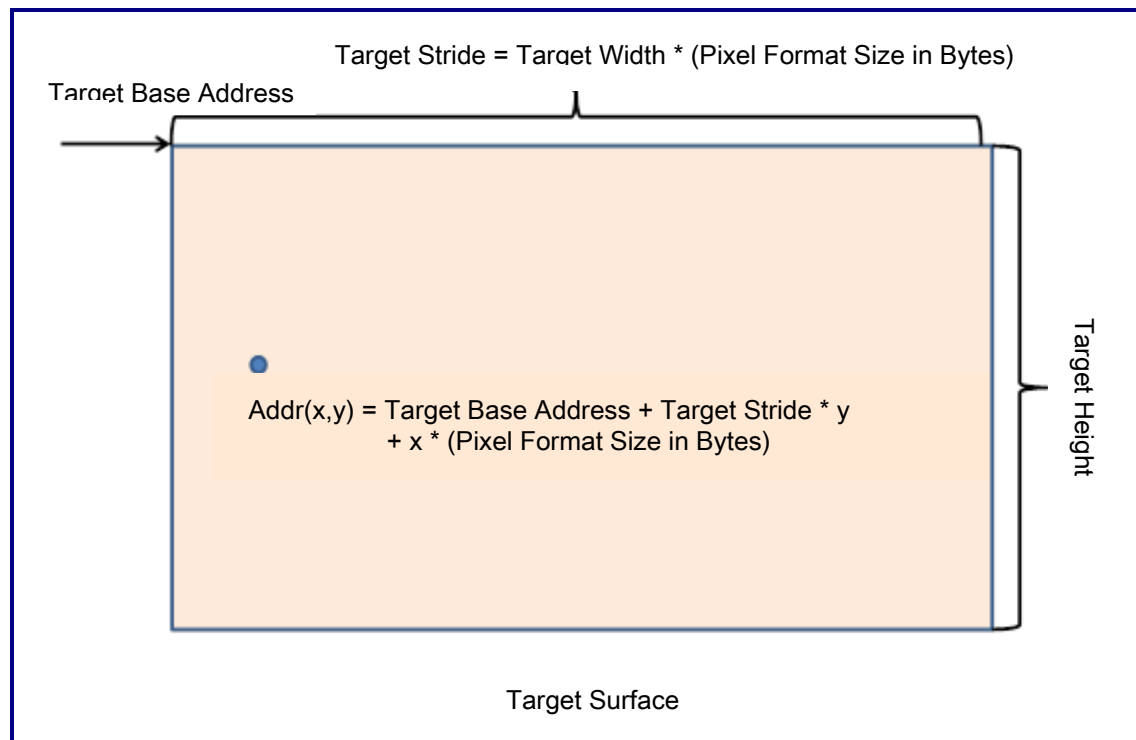 Target Stride = Target Width * (Pixel Format Size in Bytes)
Target Base Address
Addr(x,y) = Target Base Address + Target Stride * y
+ x * (Pixel Format Size in Bytes)
Target Height
Target Surface